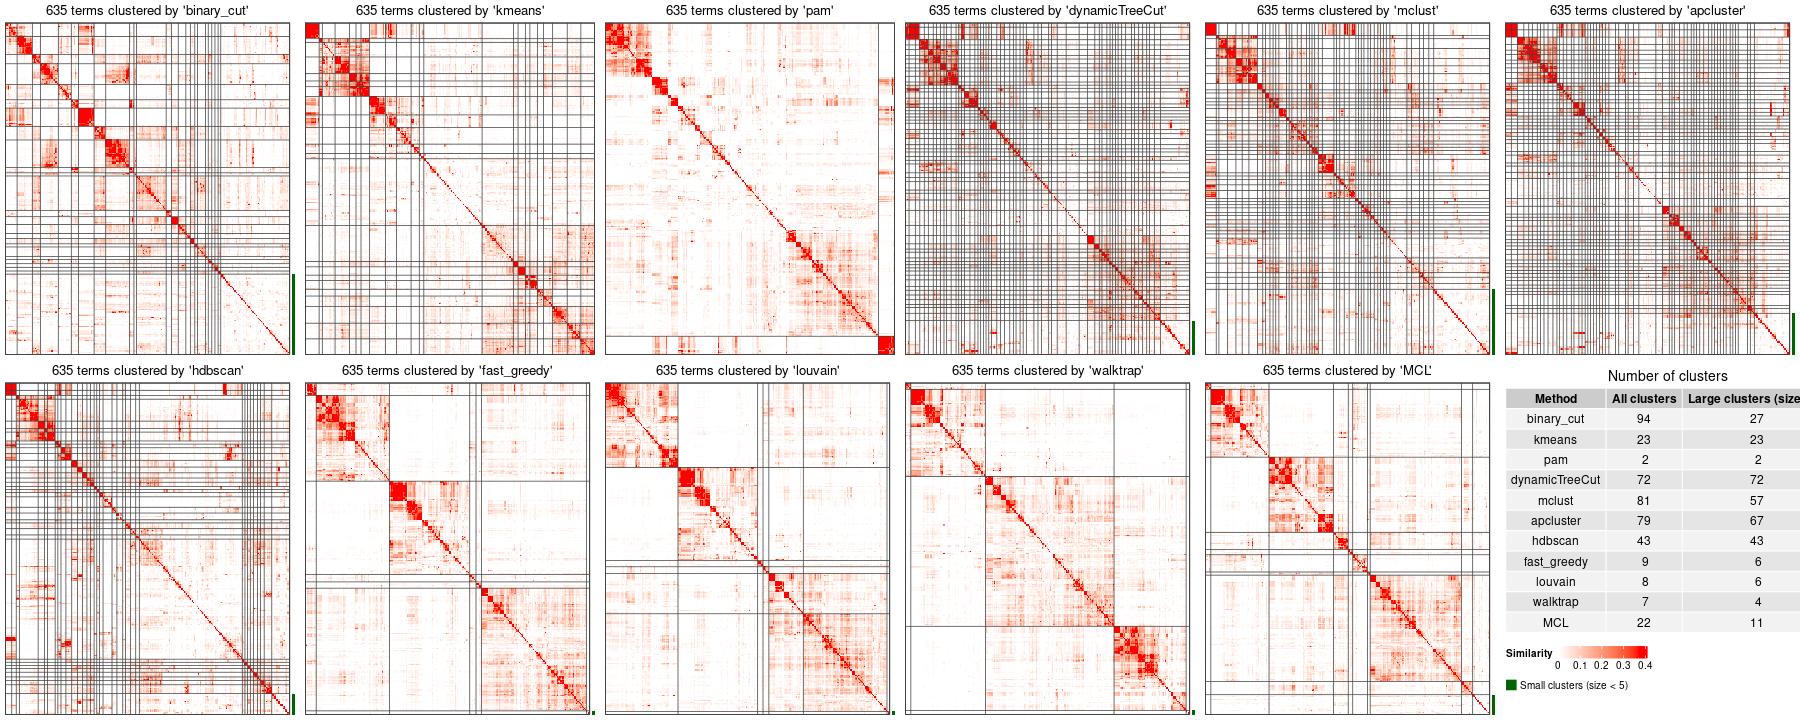 635 terms clustered by 'binary_cut'
635 terms clustered by 'kmeans'
635 terms clustered by 'pam'
635 terms clustered by 'dynamicTreeCut'
635 terms clustered by 'mclust'
635 terms clustered by 'apcluster'
635 terms clustered by 'hdbscan'
635 terms clustered by 'fast_greedy'
635 terms clustered by 'louvain'
635 terms clustered by 'walktrap'
635 terms clustered by 'MCL'
Number of clusters
Method All clusters Large clusters (size
binary_cut 94 27
kmeans 23 23
pam 2 2
dynamicTreeCut 72 72
mclust 81 57
apcluster 79 67
hdbscan 43 43
fast_greedy 9 6
louvain 8 6
walktrap 7 4
MCL 22 11
Similarity
0 0.1 0.2 0.3 0.4
Small clusters (size < 5)